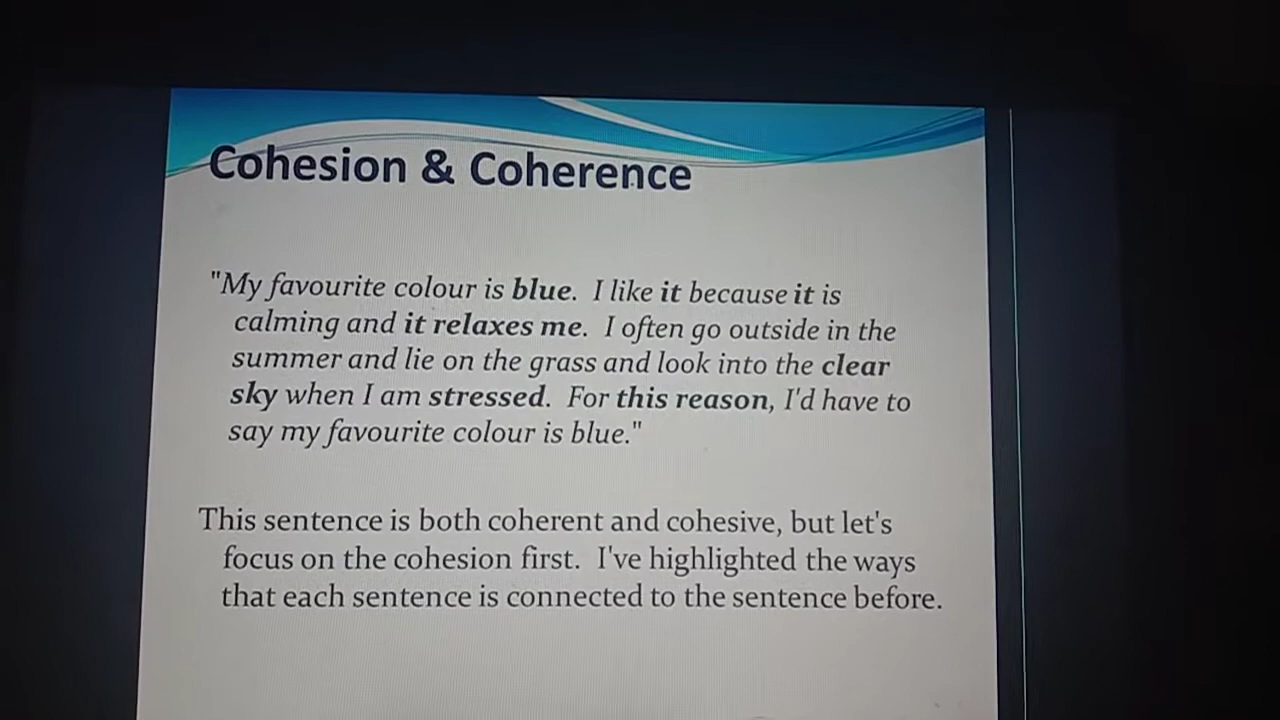 Cohesion & Coherence
"My favourite colour is blue. I like it because it is
calming and it relaxes me. I often go outside in the
summer and lie on the grass and look into the clear
sky when I am stressed. For this reason, I'd have to
say my favourite colour is blue."
This sentence is both coherent and cohesive, but let's
focus on the cohesion first. I've highlighted the ways
that each sentence is connected to the sentence before.